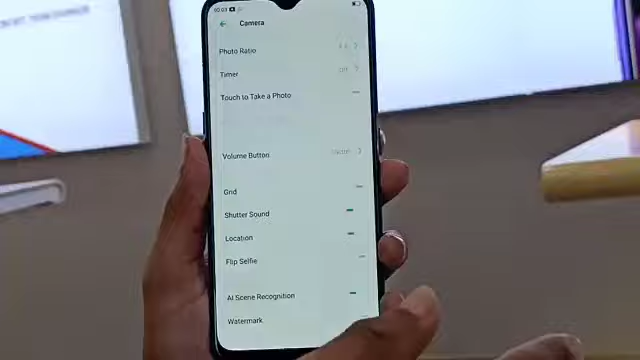 Camera
Photo Ratio
Timer
Touch to Take a Photo
Volume Button
Grid
Shutter Sound
Location
Flip Selfie
AI Scene Recognition
Watermark